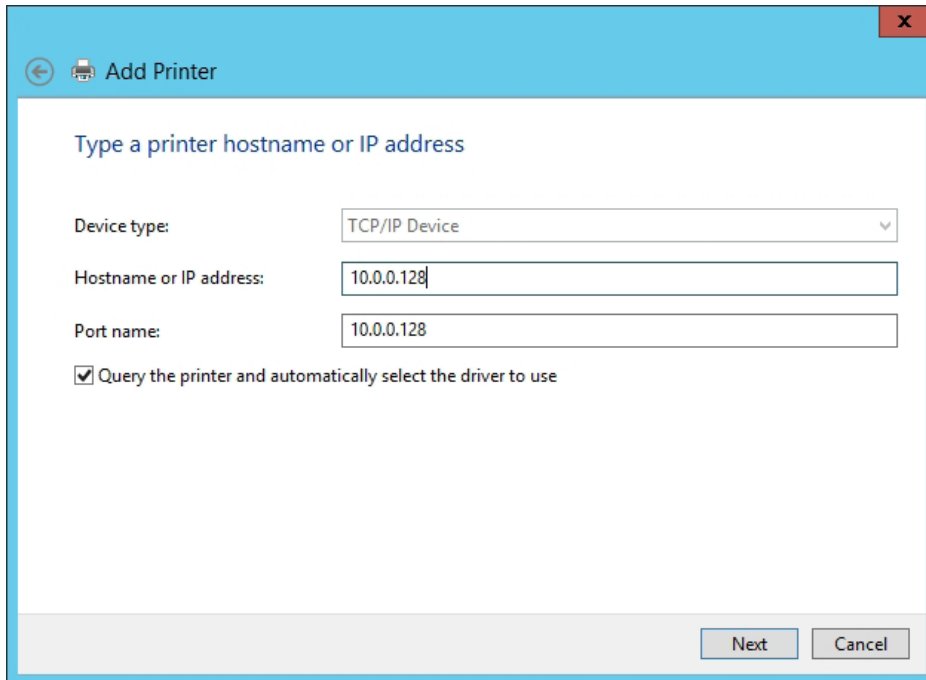 x
Add Printer
Type a printer hostname or IP address
Device type: TCP/IP Device
Hostname or IP address: 10.0.0.128
Port name: 10.0.0.128
Query the printer and automatically select the driver to use
Next Cancel